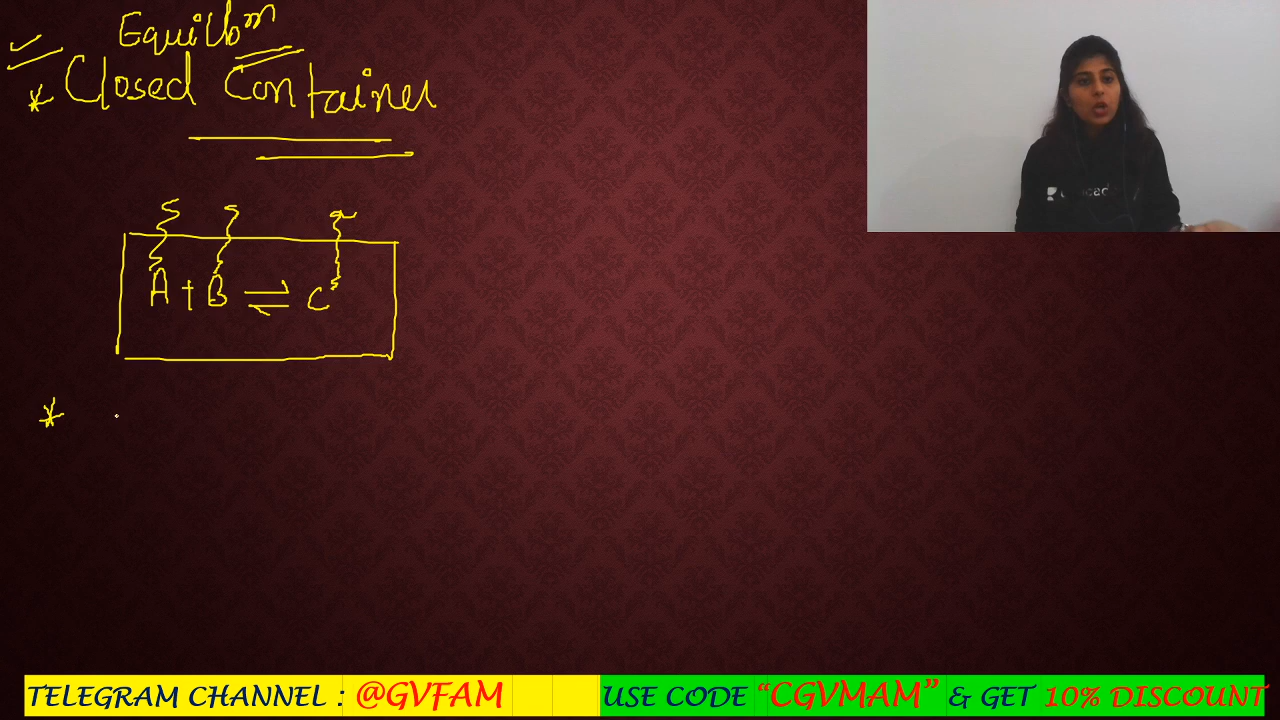 Equilbm
* Closed Container
A + B ⇌ C
*
TELEGRAM CHANNEL : @GVFAM
USE CODE “CGVMAM” & GET 10% DISCOUNT